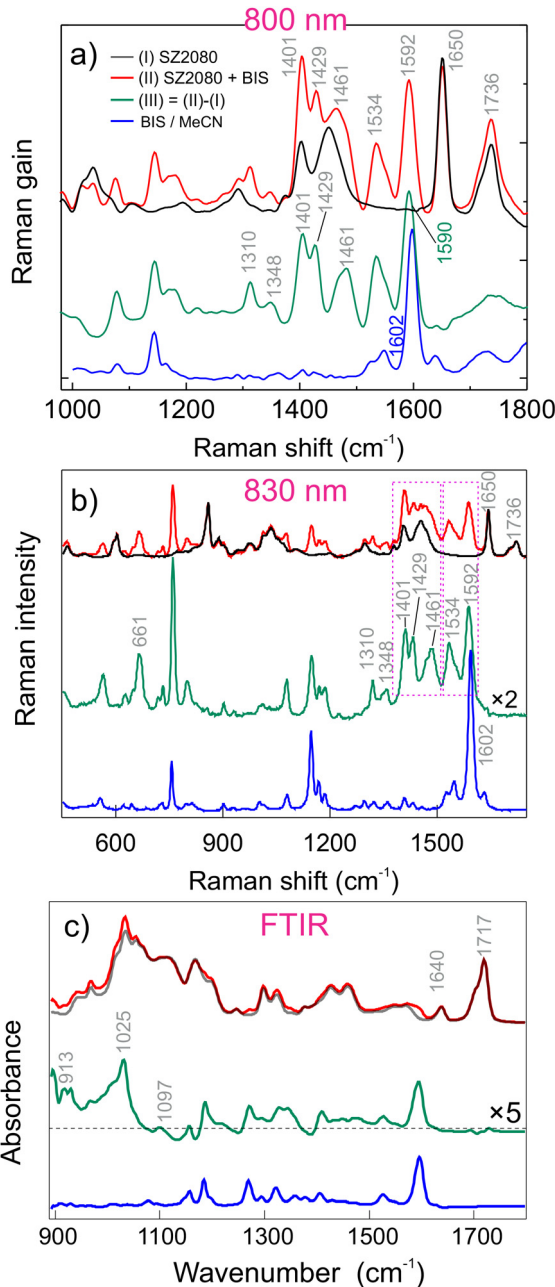 800 nm
a)
(I) SZ2080
(II) SZ2080 + BIS
(III) = (II)-(I)
BIS / MeCN
1401
1429
1461
1534
1592
1650
1736
1310
1348
1401
1429
1461
1590
1602
Raman gain
1000 1200 1400 1600 1800
Raman shift (cm-1)
b)
830 nm
661
1310
1348
1401
1429
1461
1534
1592
1602
1650
1736
×2
Raman intensity
600 900 1200 1500
Raman shift (cm-1)
c)
FTIR
913
1025
1097
1640
1717
×5
Absorbance
900 1100 1300 1500 1700
Wavenumber (cm-1)